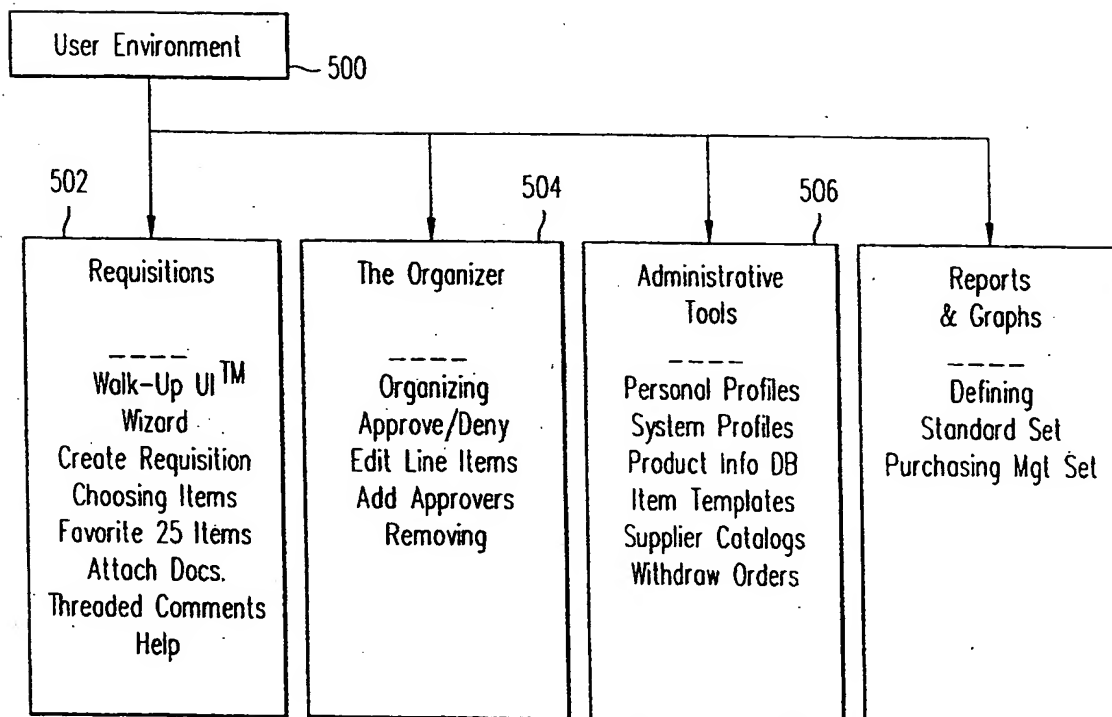 User Environment
500
502
504
506
Requisitions
Walk-Up UI™
Wizard
Create Requisition
Choosing Items
Favorite 25 Items
Attach Docs.
Threaded Comments
Help
The Organizer
Organizing
Approve/Deny
Edit Line Items
Add Approvers
Removing
Administrative
Tools
Personal Profiles
System Profiles
Product Info DB
Item Templates
Supplier Catalogs
Withdraw Orders
Reports
& Graphs
Defining
Standard Set
Purchasing Mgt Set